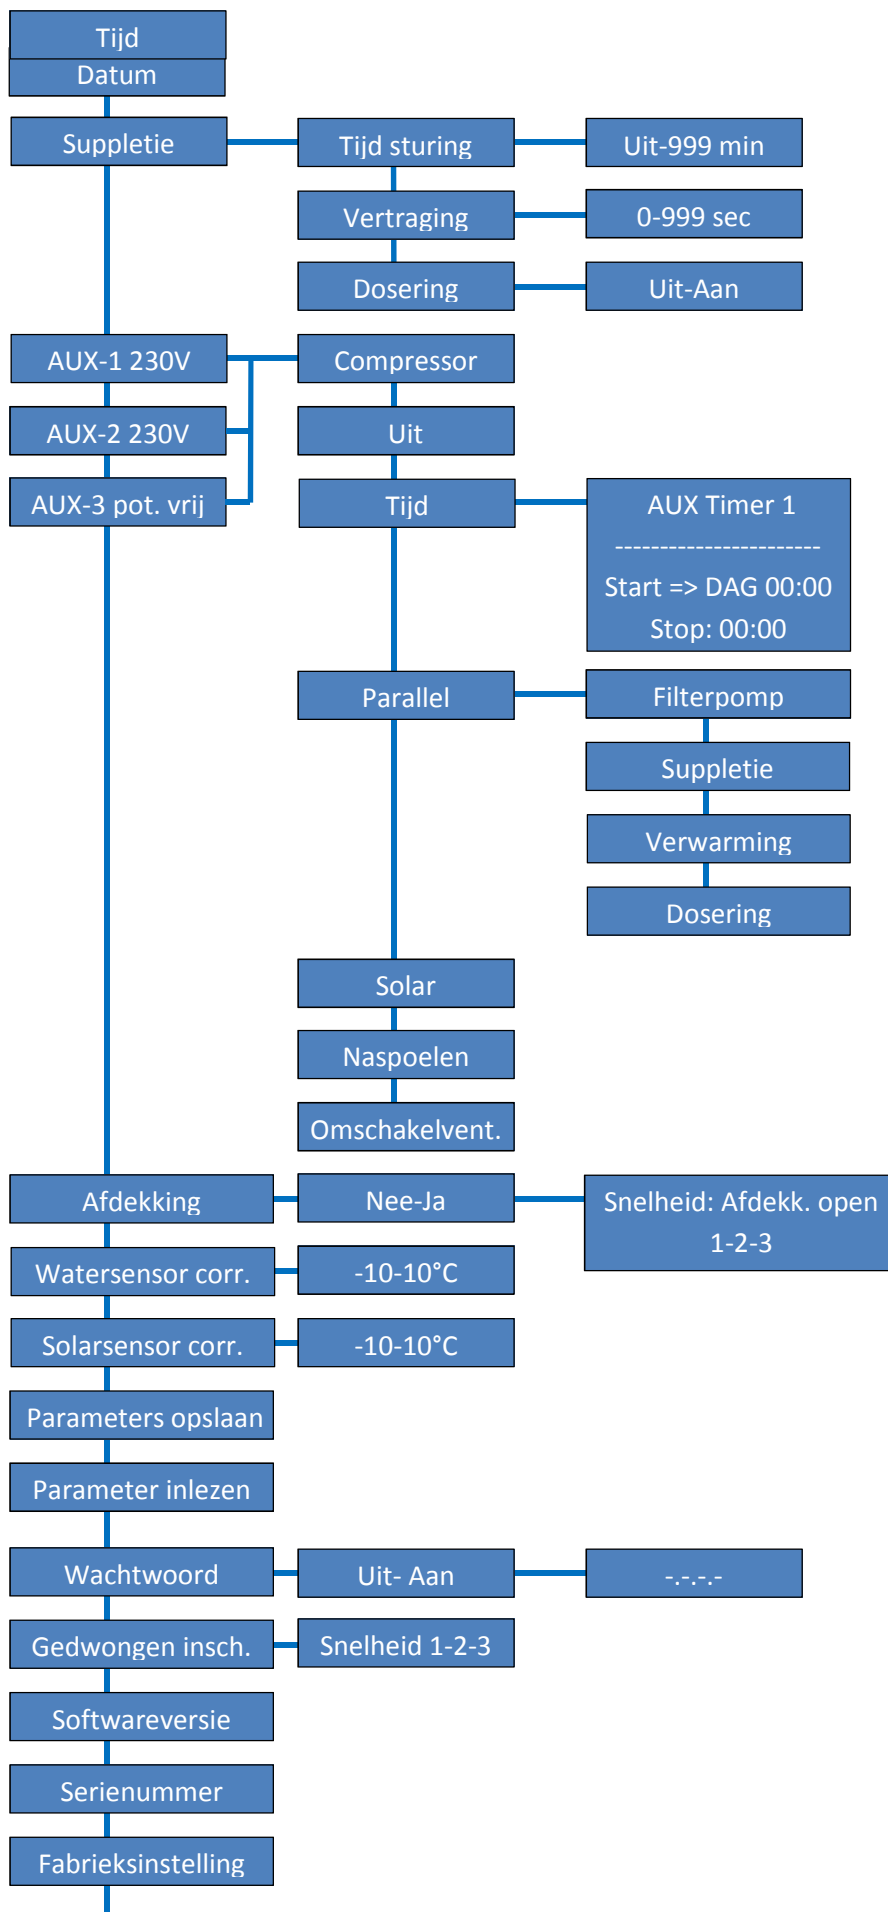 Tijd
Datum
Suppletie
Tijd sturing
Uit-999 min
Vertraging
0-999 sec
Dosering
Uit-Aan
AUX-1 230V
Compressor
AUX-2 230V
Uit
AUX-3 pot. vrij
Tijd
AUX Timer 1
-----------------------
Start => DAG 00:00
Stop: 00:00
Parallel
Filterpomp
Suppletie
Verwarming
Dosering
Solar
Naspoelen
Omschakelvent.
Afdekking
Nee-Ja
Snelheid: Afdekk. open
1-2-3
Watersensor corr.
-10-10°C
Solarsensor corr.
-10-10°C
Parameters opslaan
Parameter inlezen
Wachtwoord
Uit- Aan
-.-.-.-
Gedwongen insch.
Snelheid 1-2-3
Softwareversie
Serienummer
Fabrieksinstelling